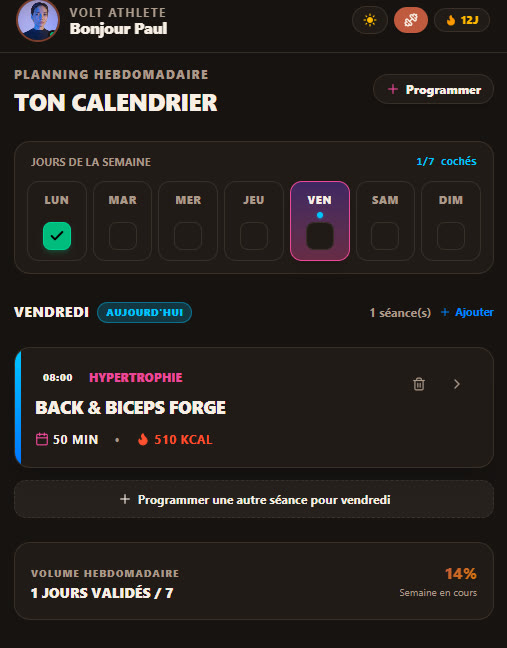 VOLT ATHLETE
Bonjour Paul
12J
PLANNING HEBDOMADAIRE
TON CALENDRIER
+ Programmer
JOURS DE LA SEMAINE
1/7 cochés
LUN MAR MER JEU VEN SAM DIM
VENDREDI AUJOURD'HUI 1 séance(s) + Ajouter
08:00 HYPERTROPHIE
BACK & BICEPS FORGE
50 MIN • 510 KCAL
+ Programmer une autre séance pour vendredi
VOLUME HEBDOMADAIRE
1 JOURS VALIDÉS / 7
14%
Semaine en cours